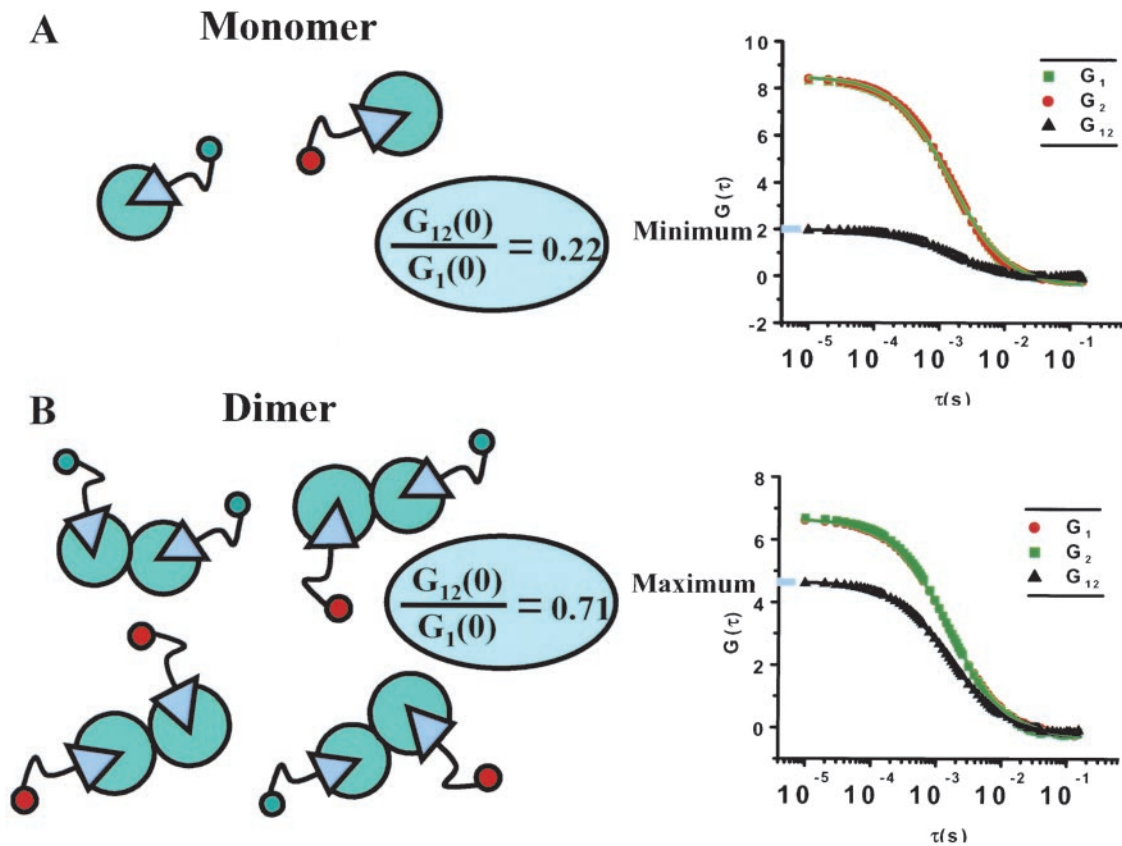 A Monomer
G12(0)
G1(0)
= 0.22
Minimum
G(τ)
10
8
6
4
2
0
-2
G1
G2
G12
10^-5 10^-4 10^-3 10^-2 10^-1
τ(s)
B Dimer
G12(0)
G1(0)
= 0.71
Maximum
G(τ)
6
4
2
0
G1
G2
G12
10^-5 10^-4 10^-3 10^-2 10^-1
τ(s)